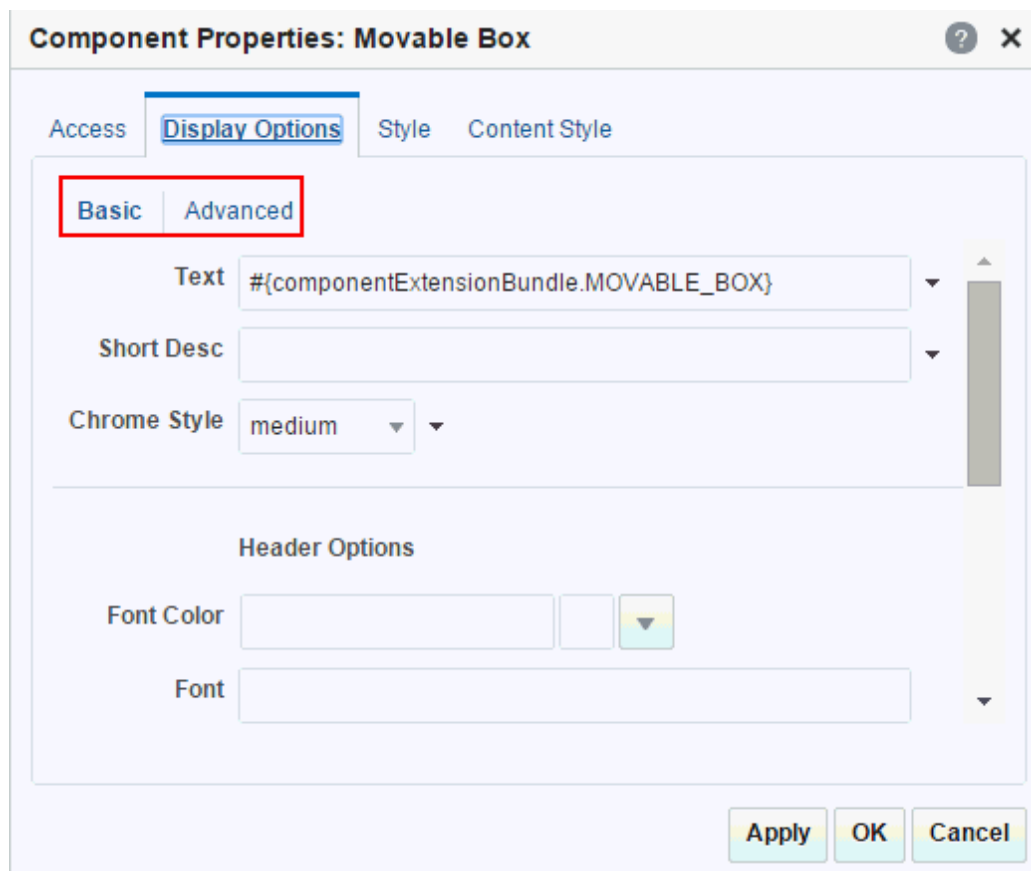 Component Properties: Movable Box ?
Access Display Options Style Content Style
Basic Advanced
Text #{componentExtensionBundle.MOVABLE_BOX}
Short Desc
Chrome Style medium
Header Options
Font Color
Font
Apply OK Cancel